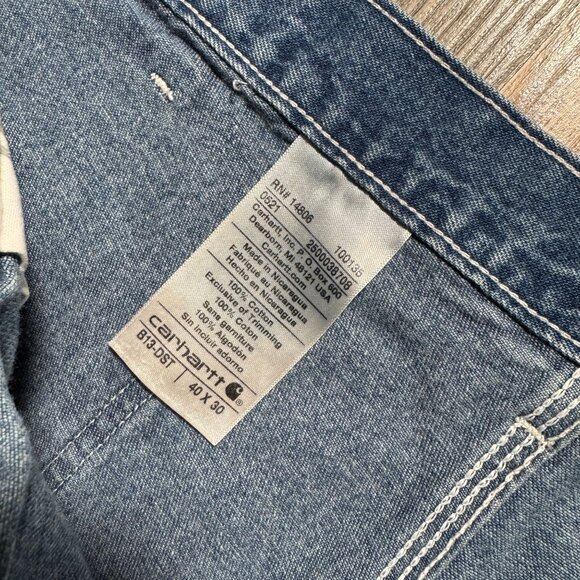 RN# 14806 100135
0521 2500038708
Carhartt, Inc. P. O. Box 600
Dearborn, MI 48121 USA
Carhartt.com
Made in Nicaragua
Fabriqué au Nicaragua
Hecho en Nicaragua
100% Cotton
Exclusive of Trimming
100% Coton
Sans garniture
100% Algodón
Sin incluir adorno
carhartt ®
B13-DST | 40 X 30